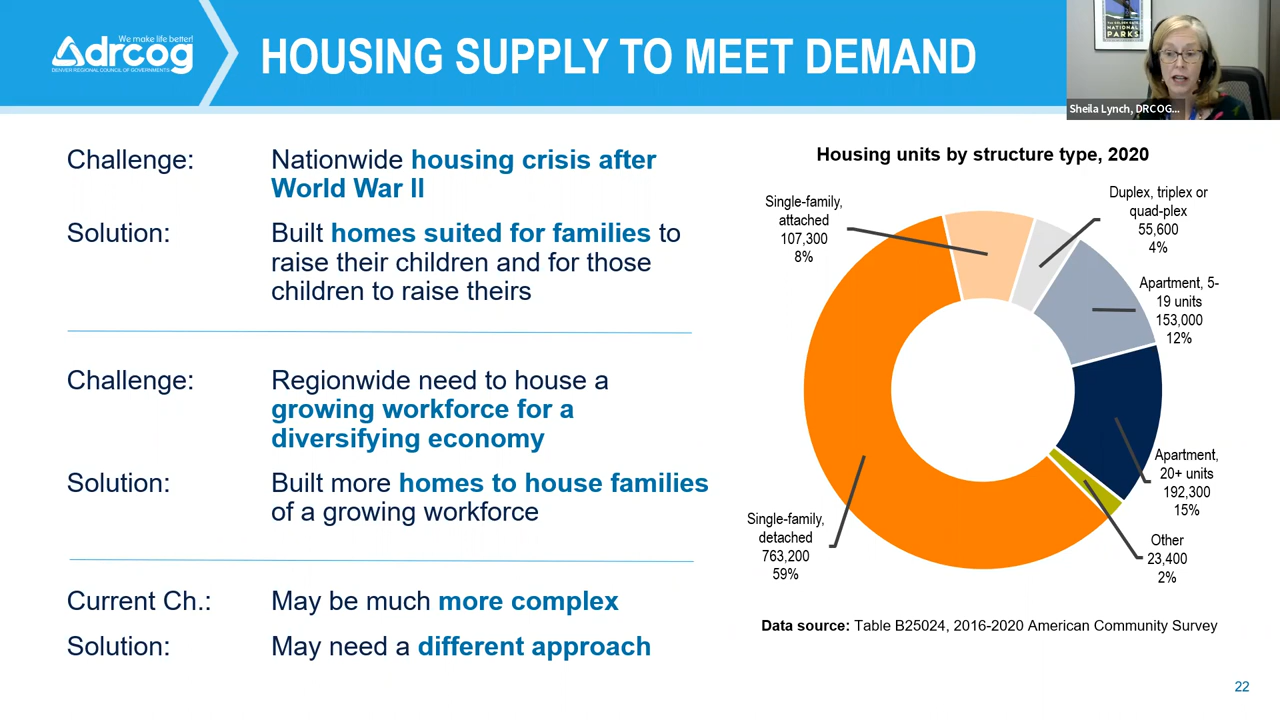 We make life better!
drcog
DENVER REGIONAL COUNCIL OF GOVERNMENTS
HOUSING SUPPLY TO MEET DEMAND
NATIONAL
PARKS
Sheila Lynch, DRCOG...
Challenge:
Nationwide housing crisis after
World War II
Solution:
Built homes suited for families to
raise their children and for those
children to raise theirs
Challenge:
Regionwide need to house a
growing workforce for a
diversifying economy
Solution:
Built more homes to house families
of a growing workforce
Current Ch.:
May be much more complex
Solution:
May need a different approach
Housing units by structure type, 2020
Single-family,
attached
107,300
8%
Duplex, triplex or
quad-plex
55,600
4%
Apartment, 5-
19 units
153,000
12%
Apartment,
20+ units
192,300
15%
Other
23,400
2%
Single-family,
detached
763,200
59%
Data source: Table B25024, 2016-2020 American Community Survey
22